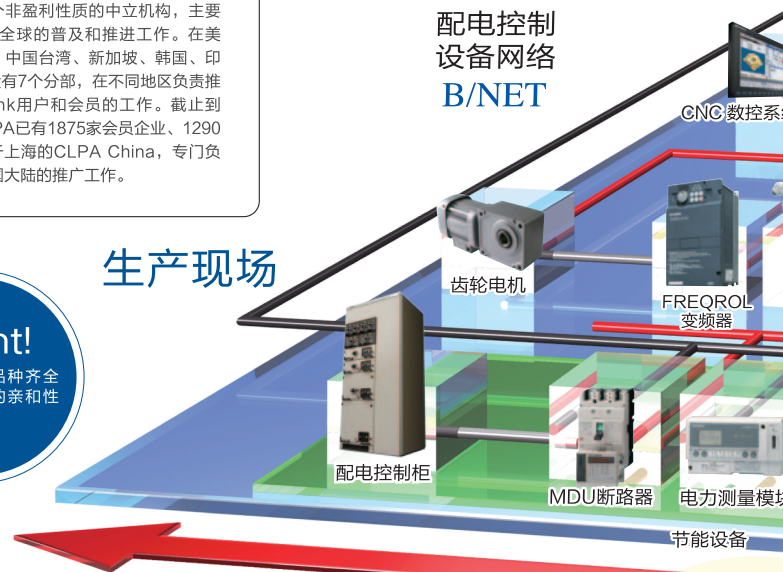 个非盈利性质的中立机构，主要
全球的普及和推进工作。在美
中国台湾、新加坡、韩国、印
有7个分部，在不同地区负责推
nk用户和会员的工作。截止到
PA已有1875家会员企业、1290
上海的CLPA China，专门负
国大陆的推广工作。
配电控制
设备网络
B/NET
CNC 数控系
生产现场
齿轮电机
FREQROL
变频器
nt!
品种齐全
的亲和性
配电控制柜
MDU断路器
电力测量模块
节能设备